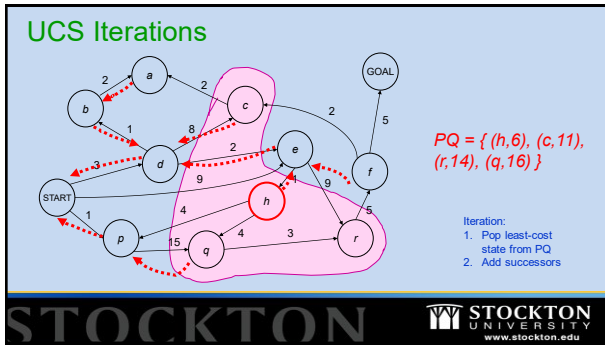 UCS Iterations
a
GOAL
2
2
b
c
2
5
1
8
e
PQ = { (h,6), (c,11),
(r,14), (q,16) }
d
2
f
3
9
1
9
START
h
Iteration:
1. Pop least-cost
state from PQ
2. Add successors
1
4
5
p
4
3
r
15
q
STOCKTON
STOCKTON
UNIVERSITY
www.stockton.edu